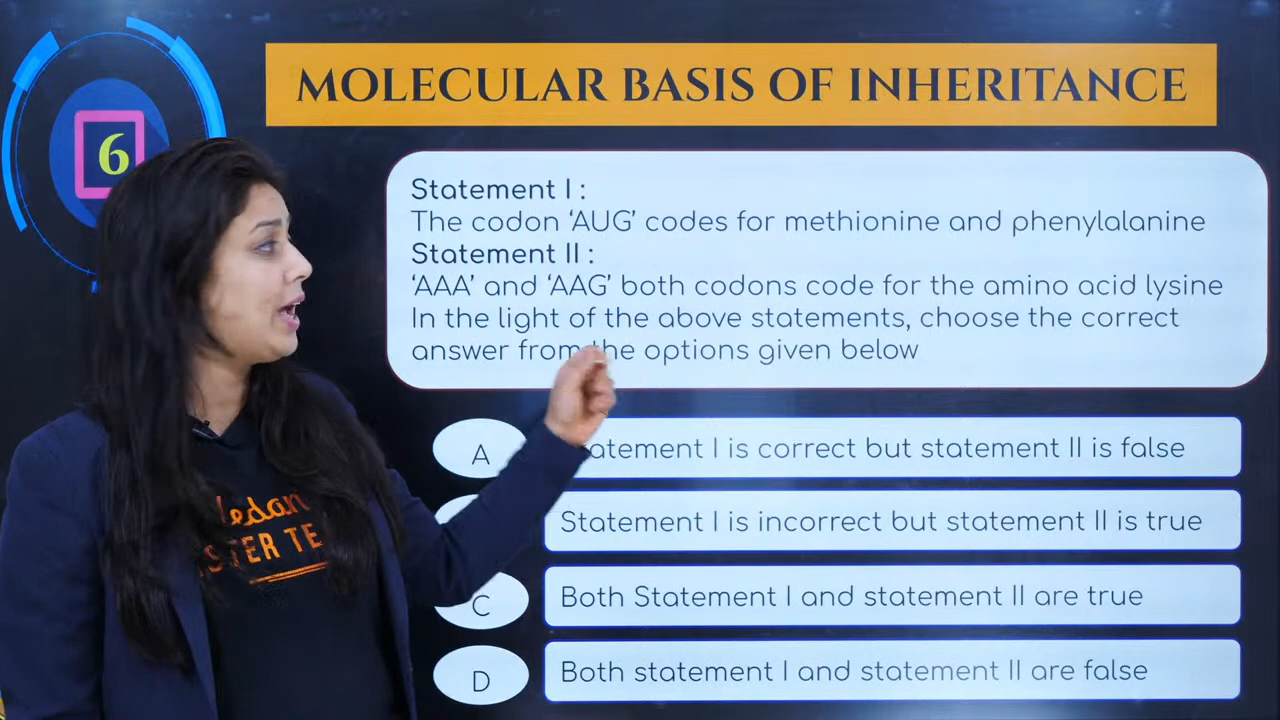 MOLECULAR BASIS OF INHERITANCE
6
Statement I :
The codon ‘AUG’ codes for methionine and phenylalanine
Statement II :
‘AAA’ and ‘AAG’ both codons code for the amino acid lysine
In the light of the above statements, choose the correct
answer from the options given below
A
atement I is correct but statement II is false
Statement I is incorrect but statement II is true
C
Both Statement I and statement II are true
D
Both statement I and statement II are false